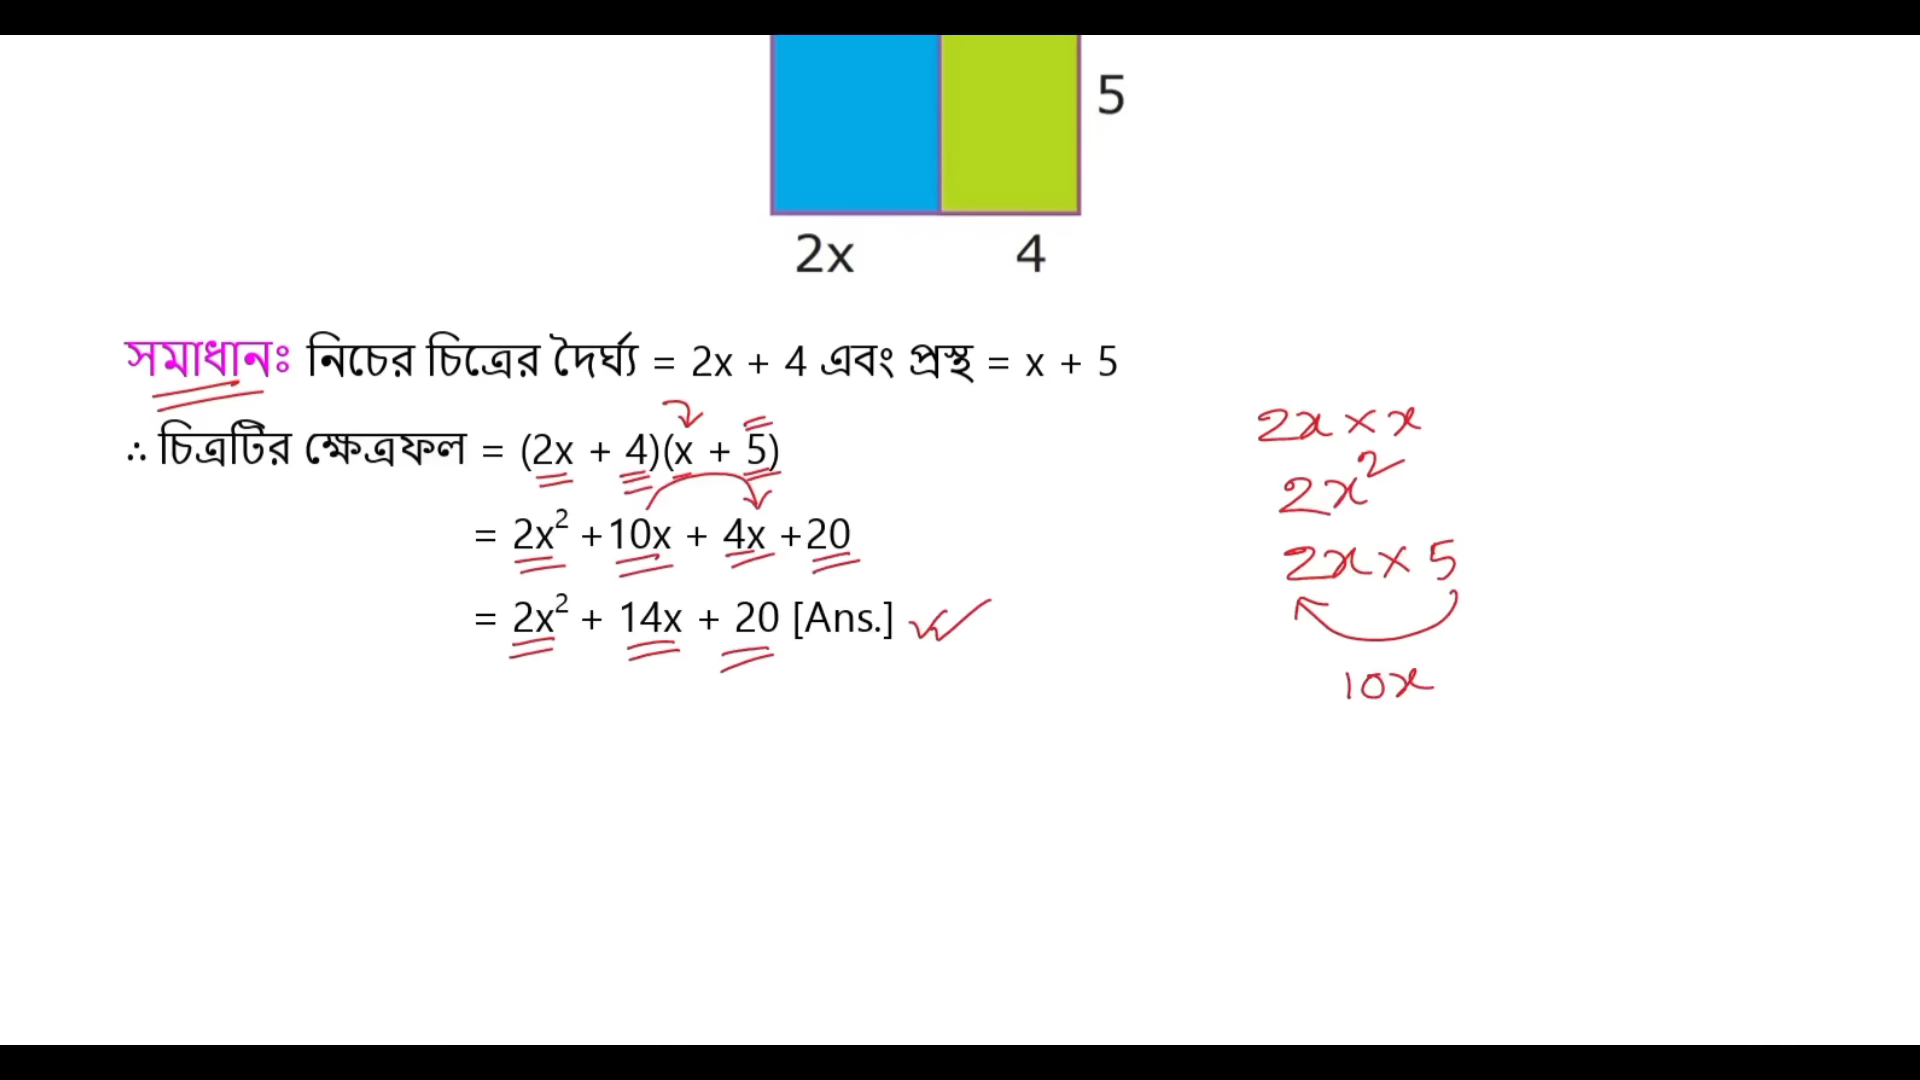 5
2x 4
সমাধানঃ নিচের চিত্রের দৈর্ঘ্য = 2x + 4 এবং প্রস্থ = x + 5
∴ চিত্রটির ক্ষেত্রফল = (2x + 4)(x + 5)
= 2x² +10x + 4x +20
= 2x² + 14x + 20 [Ans.]
2x × x
2x²
2x × 5
10x